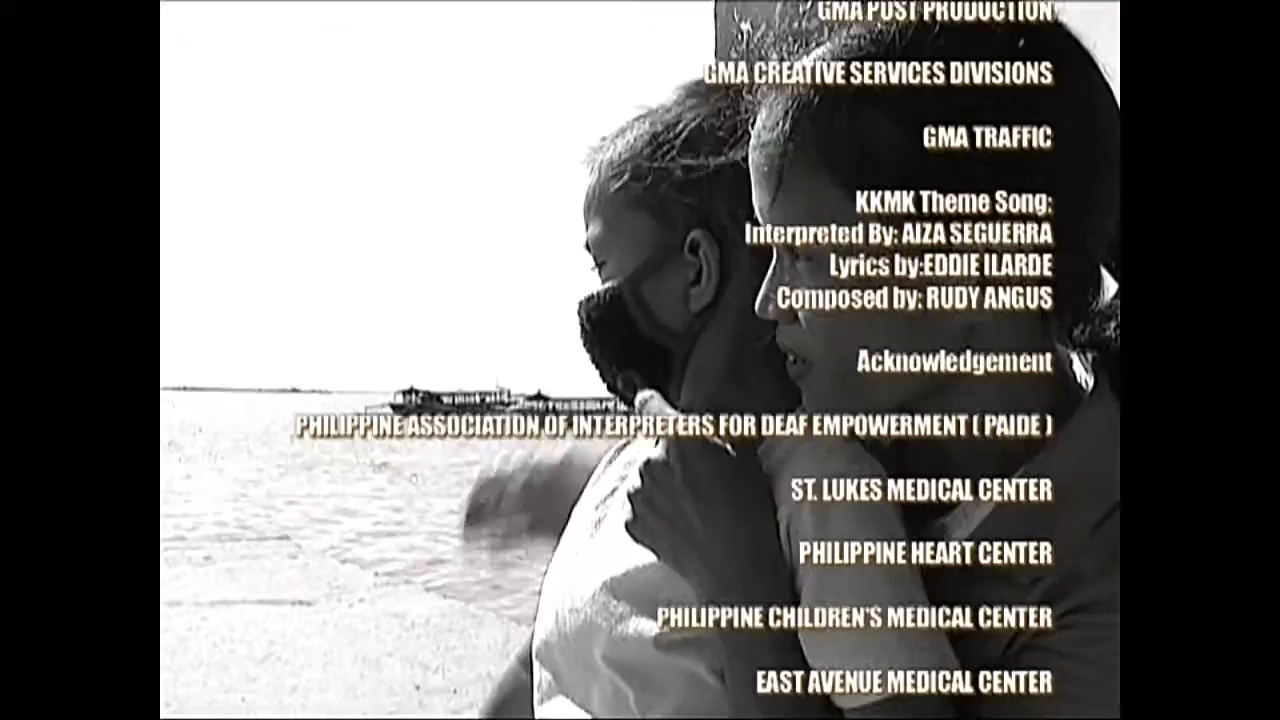 GMA POST PRODUCTION
GMA CREATIVE SERVICES DIVISIONS
GMA TRAFFIC
KKMK Theme Song:
Interpreted By: AIZA SEGUERRA
Lyrics by:EDDIE ILARDE
Composed by: RUDY ANGUS
Acknowledgement
PHILIPPINE ASSOCIATION OF INTERPRETERS FOR DEAF EMPOWERMENT ( PAIDE )
ST. LUKES MEDICAL CENTER
PHILIPPINE HEART CENTER
PHILIPPINE CHILDREN'S MEDICAL CENTER
EAST AVENUE MEDICAL CENTER